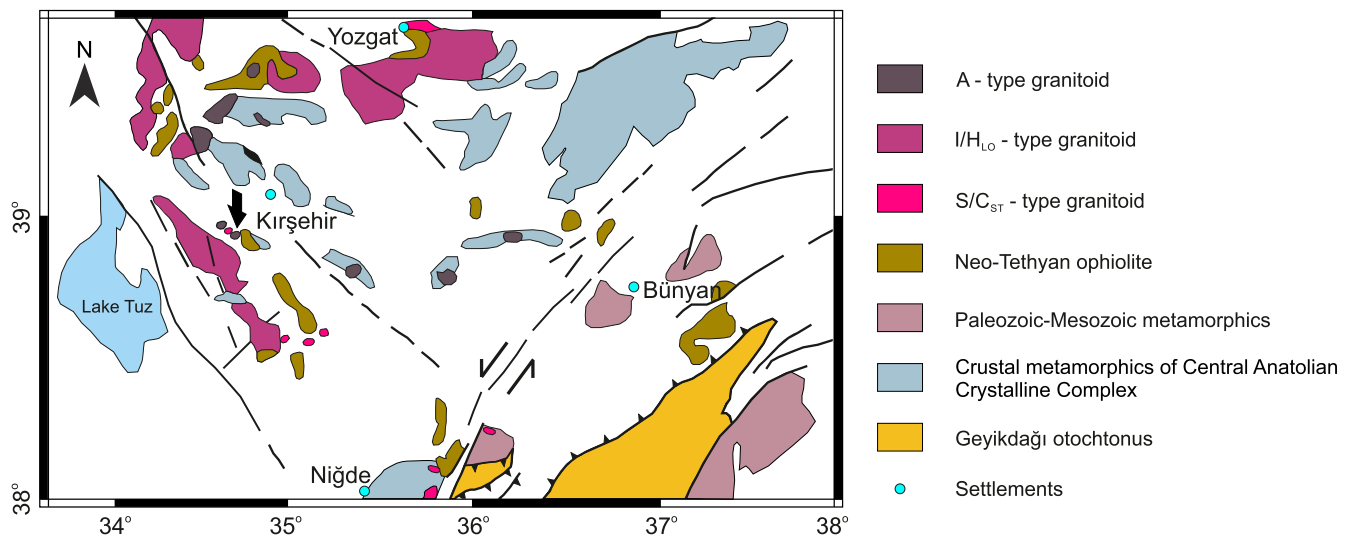 N
Yozgat
Kırşehir
Lake Tuz
Bünyan
Niğde
39°
38°
34°
35°
36°
37°
38°
A - type granitoid
I/HLO - type granitoid
S/CST - type granitoid
Neo-Tethyan ophiolite
Paleozoic-Mesozoic metamorphics
Crustal metamorphics of Central Anatolian
Crystalline Complex
Geyikdağı otochtonus
Settlements